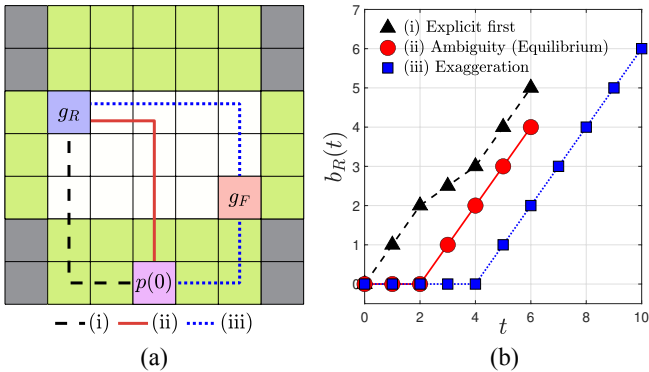 g_R
g_F
p(0)
(i) (ii) (iii)
(a)
b_R(t)
7
6
5
4
3
2
1
0
0 2 4 6 8 10
t
(i) Explicit first
(ii) Ambiguity (Equilibrium)
(iii) Exaggeration
(b)